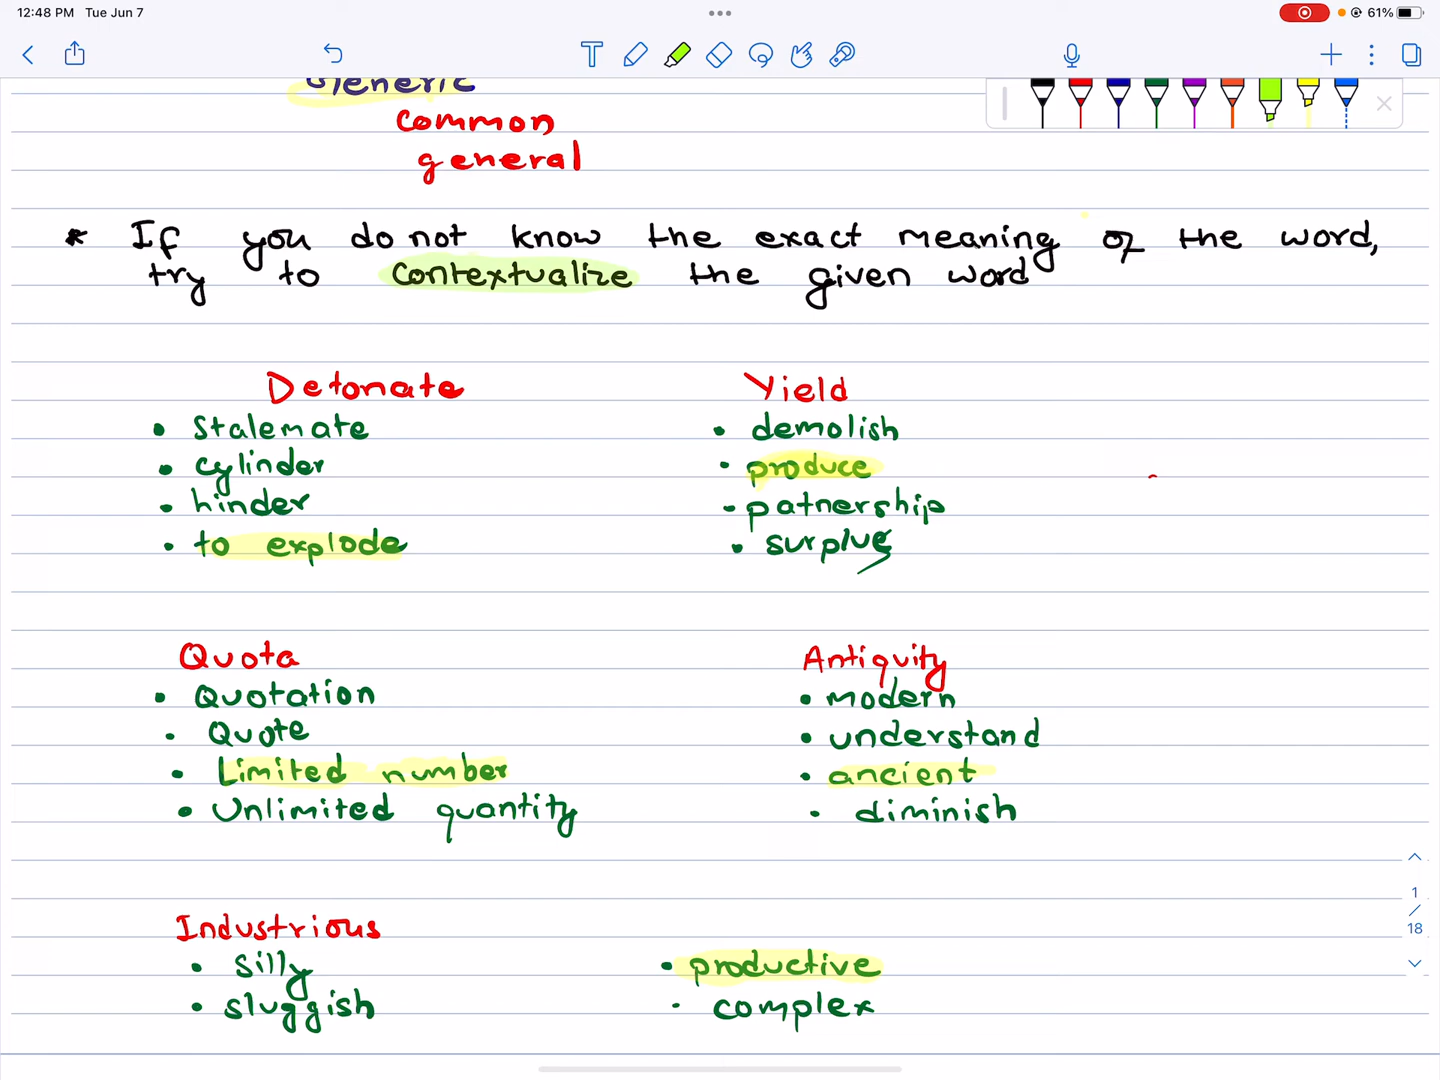 12:48 PM Tue Jun 7
61%
Generic
common
general
* If you do not know the exact meaning of the word,
try to contextualize the given word
Detonate
• stalemate
• cylinder
• hinder
• to explode
Yield
• demolish
• produce
• patnership
• surplus
Quota
• Quotation
• Quote
• Limited number
• Unlimited quantity
Antiquity
• modern
• understand
• ancient
• diminish
Industrious
• silly
• sluggish
• productive
• complex
1
/
18